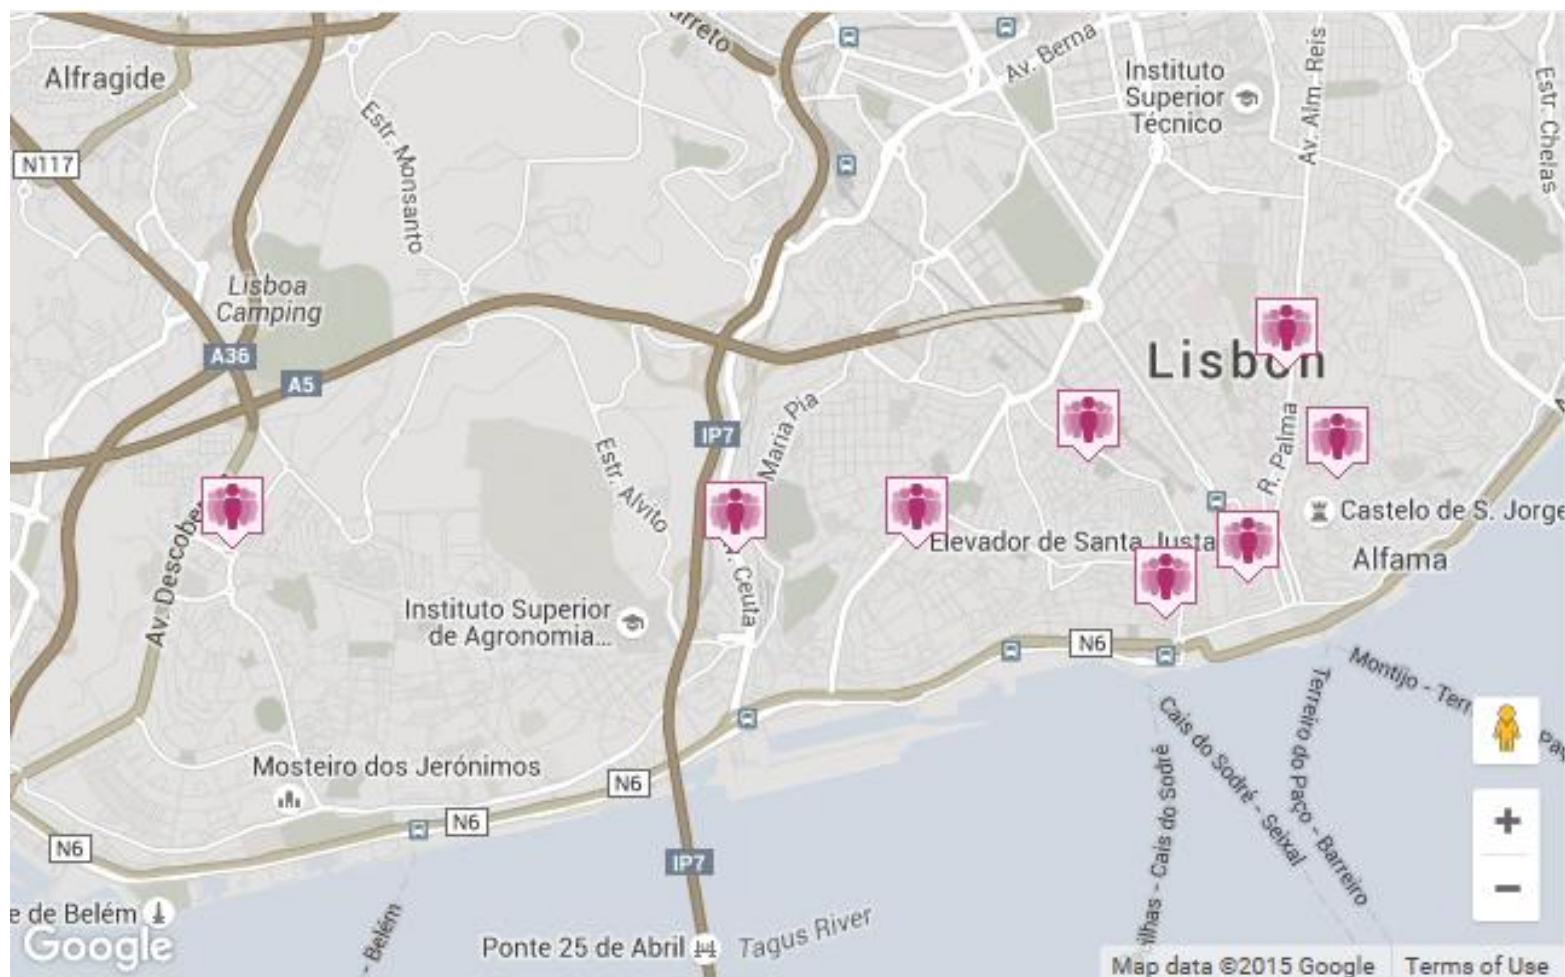 arreto
Av. Berna
Alfragide
Instituto
Superior
Técnico
Av. Alm. Reis
Estr. Chelas
N117
Estr. Monsanto
Lisboa
Camping
A36
A5
Lisbon
IP7
Maria Pia
R. Palma
Estr. Alvito
Castelo de S. Jorge
Elevador de Santa Justa
Alfama
Av. Descobe
Ceuta
Instituto Superior
de Agronomia...
N6
Montijo - Terr
Paç
Terreiro do Paço - Barreiro
Cais do Sodré - Seixal
ilhas - Cais do Sodré
Mosteiro dos Jerónimos
N6
N6
N6
IP7
e de Belém
- Belém
Ponte 25 de Abril
Tagus River
+
−
Google
Map data ©2015 Google
Terms of Use